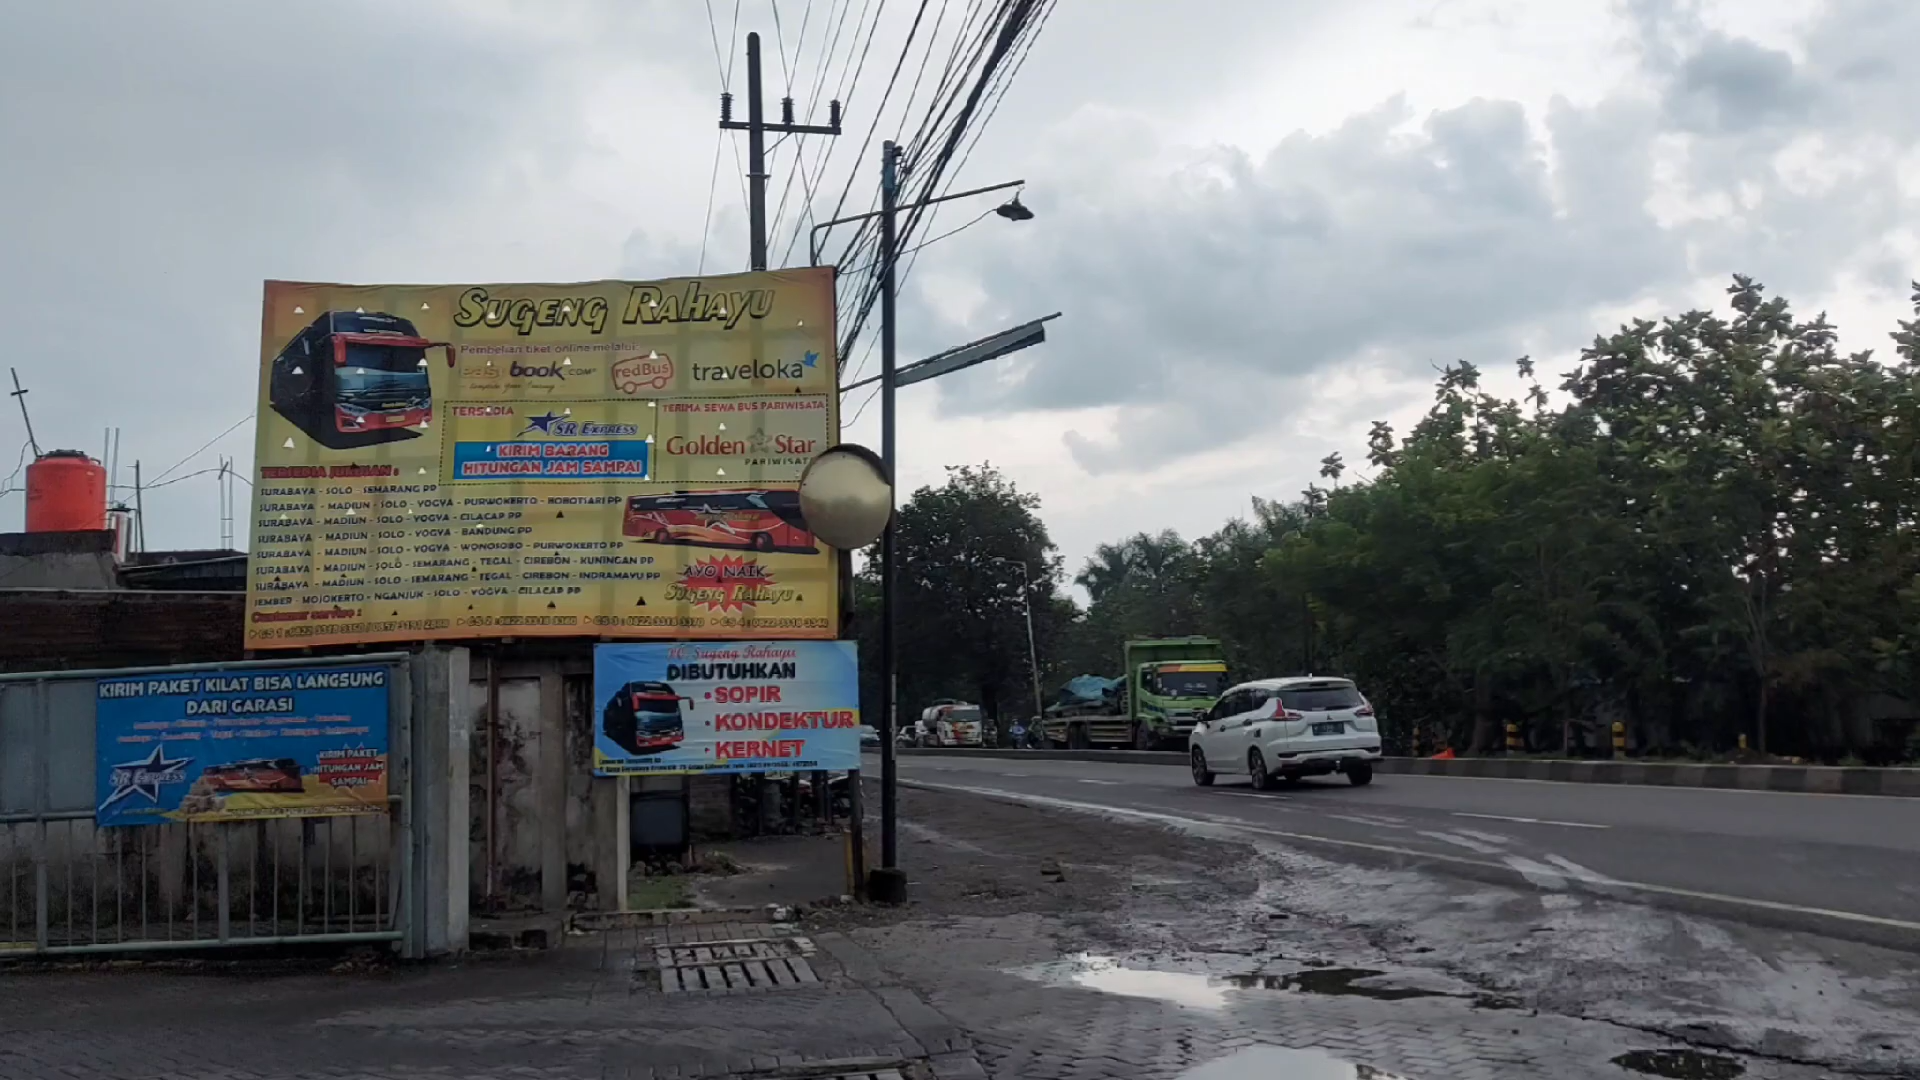 SUGENG RAHAYU
Pembelian tiket online melalui:
book.COM
redBus
traveloka
TERSEDIA
SR EXPRESS
KIRIM BARANG
HITUNGAN JAM SAMPAI
TERIMA SEWA BUS PARIWISATA
Golden Star
PARIWISATA
SURABAYA - SOLO - SEMARANG PP
SURABAYA - MADIUN - SOLO - YOGYA - PURWOKERTO - BOBOTSARI PP
SURABAYA - MADIUN - SOLO - YOGYA - CILACAP PP
SURABAYA - MADIUN - SOLO - YOGYA - BANDUNG PP
SURABAYA - MADIUN - SOLO - YOGYA - WONOSOBO - PURWOKERTO PP
SURABAYA - MADIUN - SOLO - SEMARANG - TEGAL - CIREBON - KUNINGAN PP
SURABAYA - MADIUN - SOLO - SEMARANG - TEGAL - CIREBON - INDRAMAYU PP
JEMBER - MOJOKERTO - NGANJUK - SOLO - YOGYA - CILACAP PP
AYO NAIK
SUGENG RAHAYU
KIRIM PAKET KILAT BISA LANGSUNG
DARI GARASI
SR EXPRESS
KIRIM PAKET
HITUNGAN JAM
SAMPAI
PO. Sugeng Rahayu
DIBUTUHKAN
• SOPIR
• KONDEKTUR
• KERNET